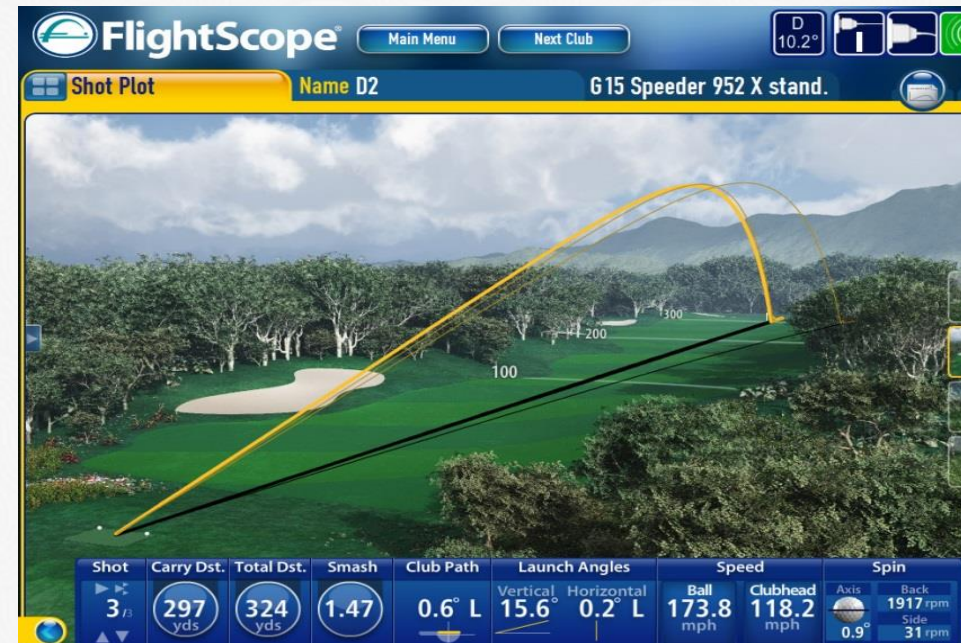 FlightScope Main Menu Next Club D 10.2°
Shot Plot Name D2 G15 Speeder 952 X stand.
300
200
100
Shot Carry Dst. Total Dst. Smash Club Path Launch Angles Speed Spin
Vertical Horizontal Ball Clubhead Axis Back
3/3 297 yds 324 yds 1.47 0.6° L 15.6° 0.2° L 173.8 mph 118.2 mph 0.9° 1917 rpm
Side
31 rpm